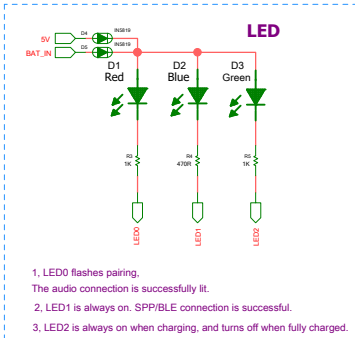 LED
5V
D4
IN5819
BAT_IN
D5
IN5819
D1
Red
D2
Blue
D3
Green
R3
1K
R4
470R
R5
1K
LED0
LED1
LED2
1, LED0 flashes pairing,
The audio connection is successfully lit.
2, LED1 is always on. SPP/BLE connection is successful.
3, LED2 is always on when charging, and turns off when fully charged.